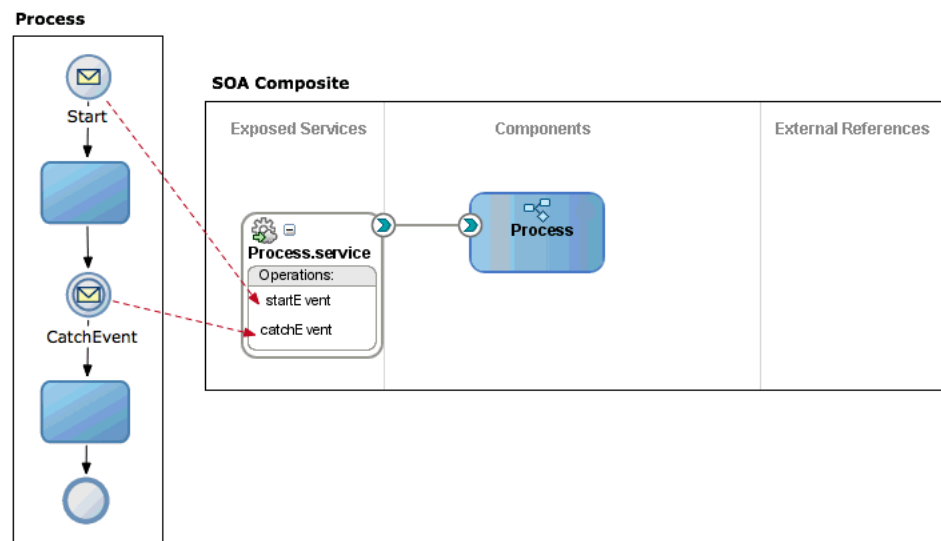 Process
Start
CatchEvent
SOA Composite
Exposed Services
Components
External References
Process.service
Operations:
startE vent
catchE vent
Process